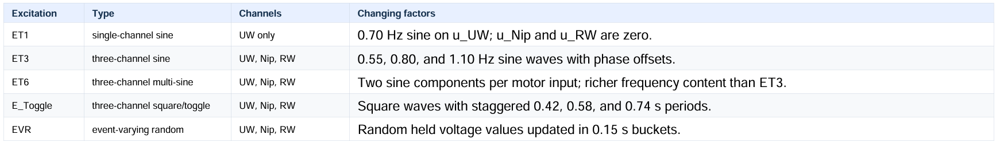 Excitation Type Channels Changing factors
ET1 single-channel sine UW only 0.70 Hz sine on u_UW; u_Nip and u_RW are zero.
ET3 three-channel sine UW, Nip, RW 0.55, 0.80, and 1.10 Hz sine waves with phase offsets.
ET6 three-channel multi-sine UW, Nip, RW Two sine components per motor input; richer frequency content than ET3.
E_Toggle three-channel square/toggle UW, Nip, RW Square waves with staggered 0.42, 0.58, and 0.74 s periods.
EVR event-varying random UW, Nip, RW Random held voltage values updated in 0.15 s buckets.